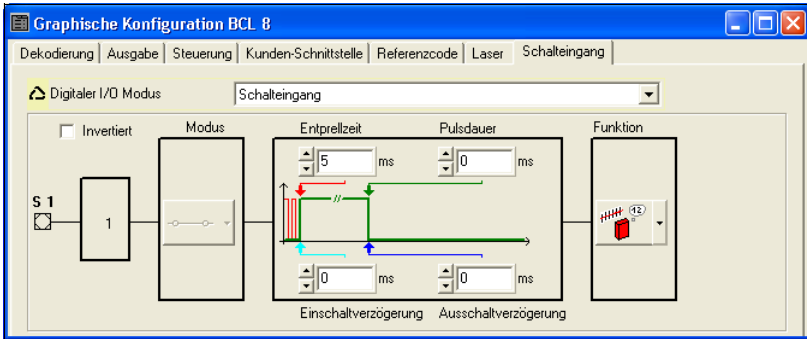 Graphische Konfiguration BCL 8
Dekodierung Ausgabe Steuerung Kunden-Schnittstelle Referenzcode Laser Schalteingang
Digitaler I/O Modus Schalteingang
Invertiert Modus Entprellzeit Pulsdauer Funktion
5 ms 0 ms
S 1
1
12
0 ms 0 ms
Einschaltverzögerung Ausschaltverzögerung